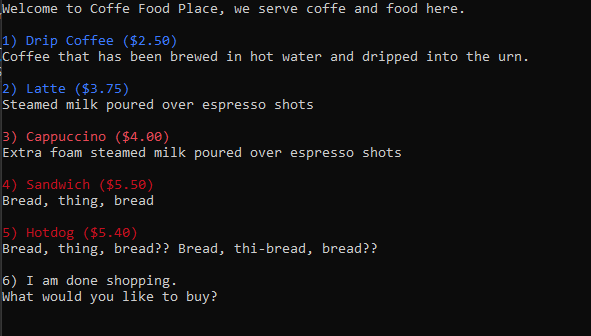 Welcome to Coffe Food Place, we serve coffe and food here.
1) Drip Coffee ($2.50)
Coffee that has been brewed in hot water and dripped into the urn.
2) Latte ($3.75)
Steamed milk poured over espresso shots
3) Cappuccino ($4.00)
Extra foam steamed milk poured over espresso shots
4) Sandwich ($5.50)
Bread, thing, bread
5) Hotdog ($5.40)
Bread, thing, bread?? Bread, thi-bread, bread??
6) I am done shopping.
What would you like to buy?